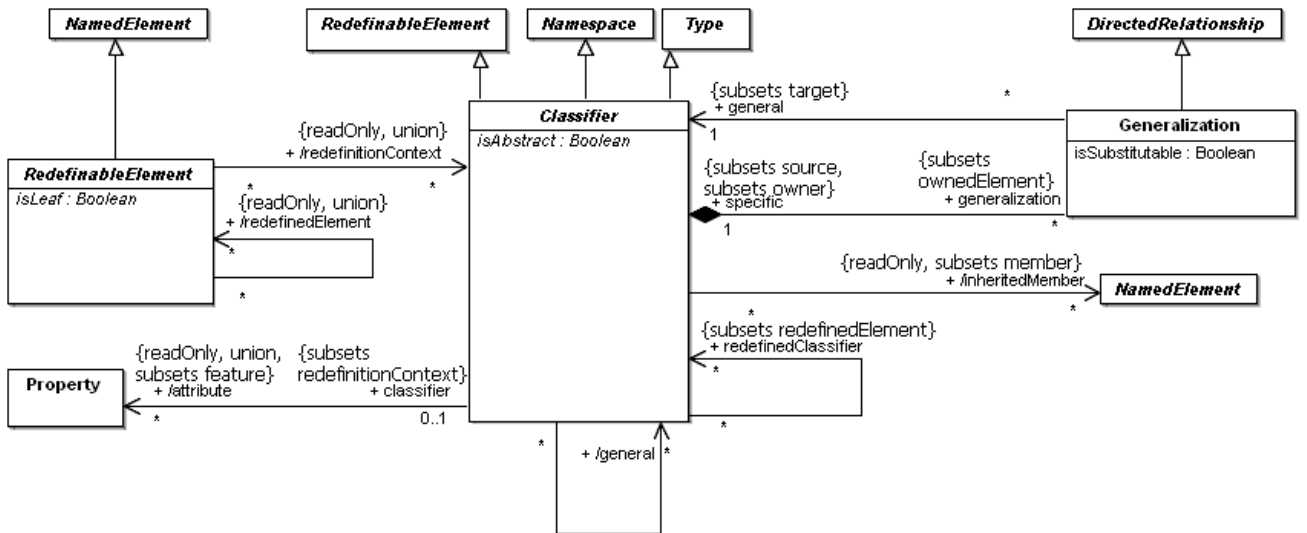 NamedElement
RedefinableElement
Namespace
Type
DirectedRelationship
{subsets target}
+ general
*
1
Classifier
isAbstract : Boolean
Generalization
isSubstitutable : Boolean
{readOnly, union}
+ /redefinitionContext
*
*
RedefinableElement
isLeaf : Boolean
{readOnly, union}
+ /redefinedElement
*
*
{subsets source,
subsets owner}
+ specific
1
{subsets
ownedElement}
+ generalization
*
{readOnly, subsets member}
+ /inheritedMember
*
*
NamedElement
{subsets redefinedElement}
+ redefinedClassifier
*
*
{readOnly, union,
subsets feature}
+ /attribute
*
{subsets
redefinitionContext}
+ classifier
0..1
Property
*
+ /general
*